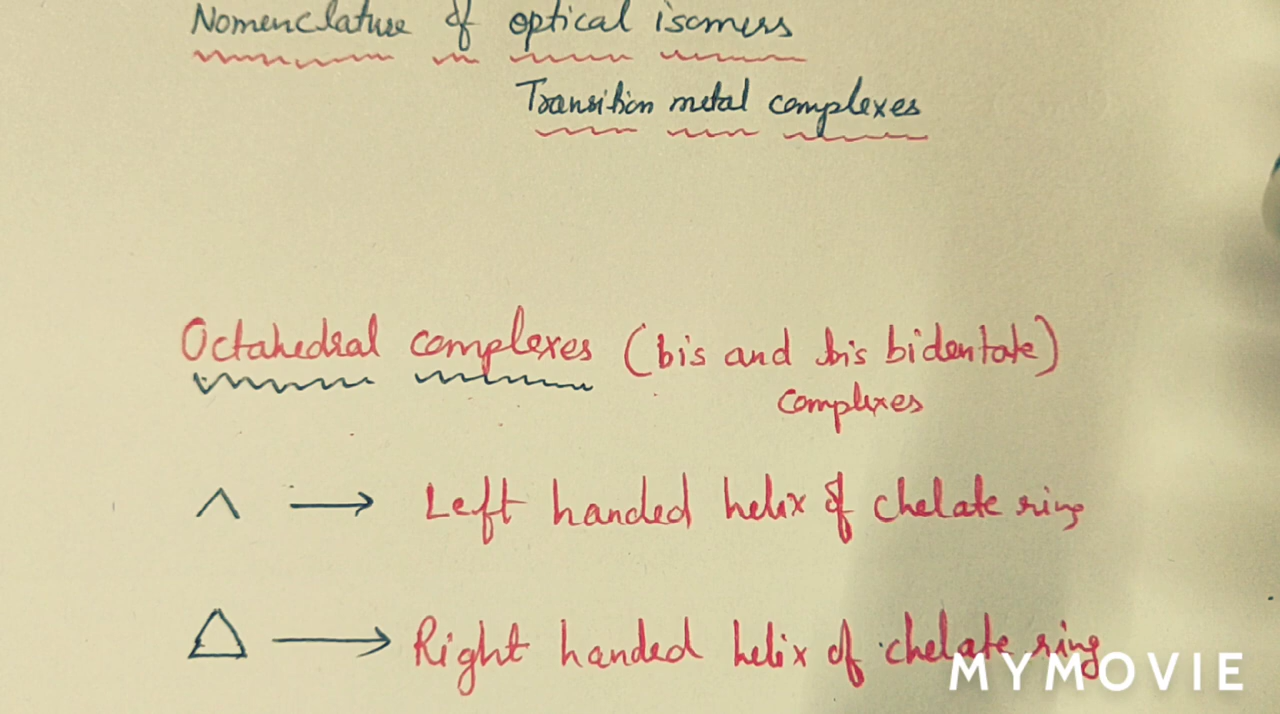 Nomenclature of optical isomers
Transition metal complexes
Octahedral complexes (bis and bis bidentate)
complexes
Λ → Left handed helix of chelate ring
Δ → Right handed helix of chelate ring
MYMOVIE